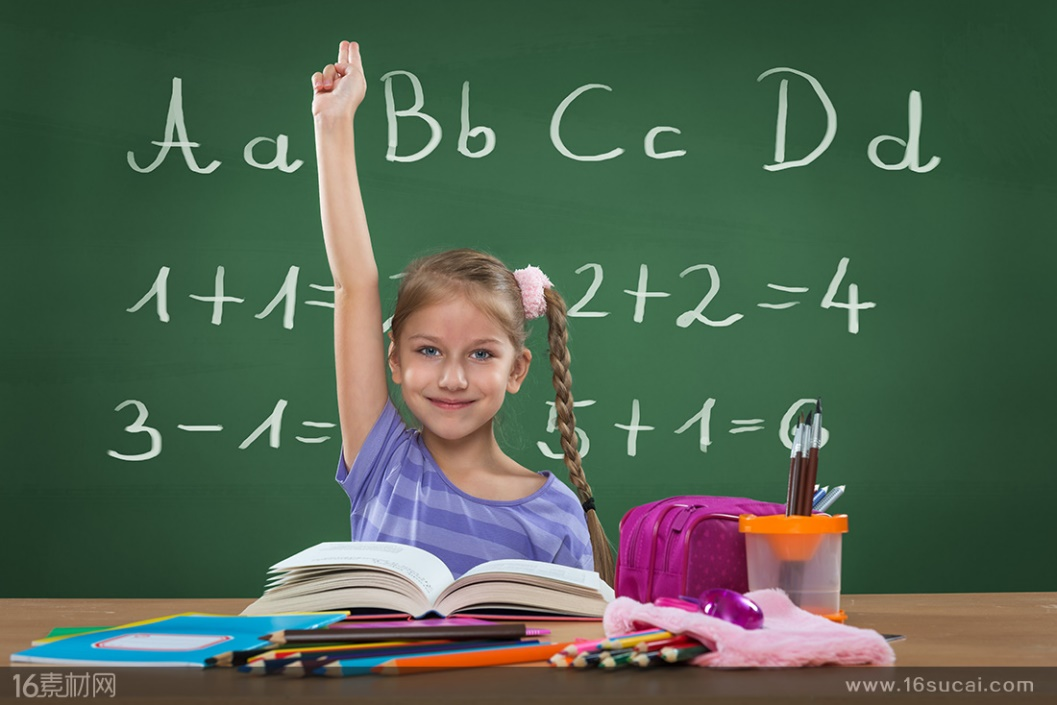 Aa Bb Cc Dd
1+1= 2+2=4
3-1= 5+1=6
16素材网 www.16sucai.com